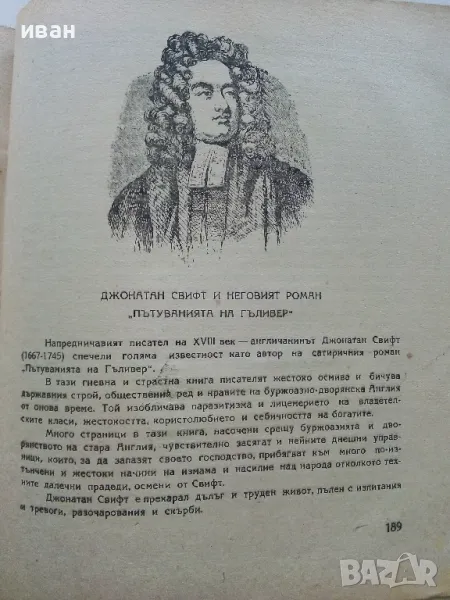 иван
ДЖОНАТАН СВИФТ И НЕГОВИЯТ РОМАН
„ПЪТУВАНИЯТА НА ГЪЛИВЕР“
Напредничавият писател на XVIII век — англичанинът Джонатан Свифт
(1667-1745) спечели голяма известност като автор на сатиричния роман
„Пътуванията на Гъливер“.
В тази гневна и страстна книга писателят жестоко осмива и бичува
държавния строй, обществения ред и нравите на буржоазно-дворянска Англия
от онова време. Той изобличава паразитизма и лицемерието на владетел-
ските класи, жестокостта, користолюбието и себичността на богатите.
Много страници в тази книга, насочени срещу буржоазията и дво-
рянството на стара Англия, чувствително засягат и нейните днешни управ-
ници, които, за да запазят своето господство, прибягват към много по-из-
тънчени и жестоки начини на измама и насилие над народа отколкото тех-
ните далечни прадеди, осмени от Свифт.
Джонатан Свифт е прекарал дълъг и труден живот, пълен с изпитания
и тревоги, разочарования и скърби.
189
bazar.bg